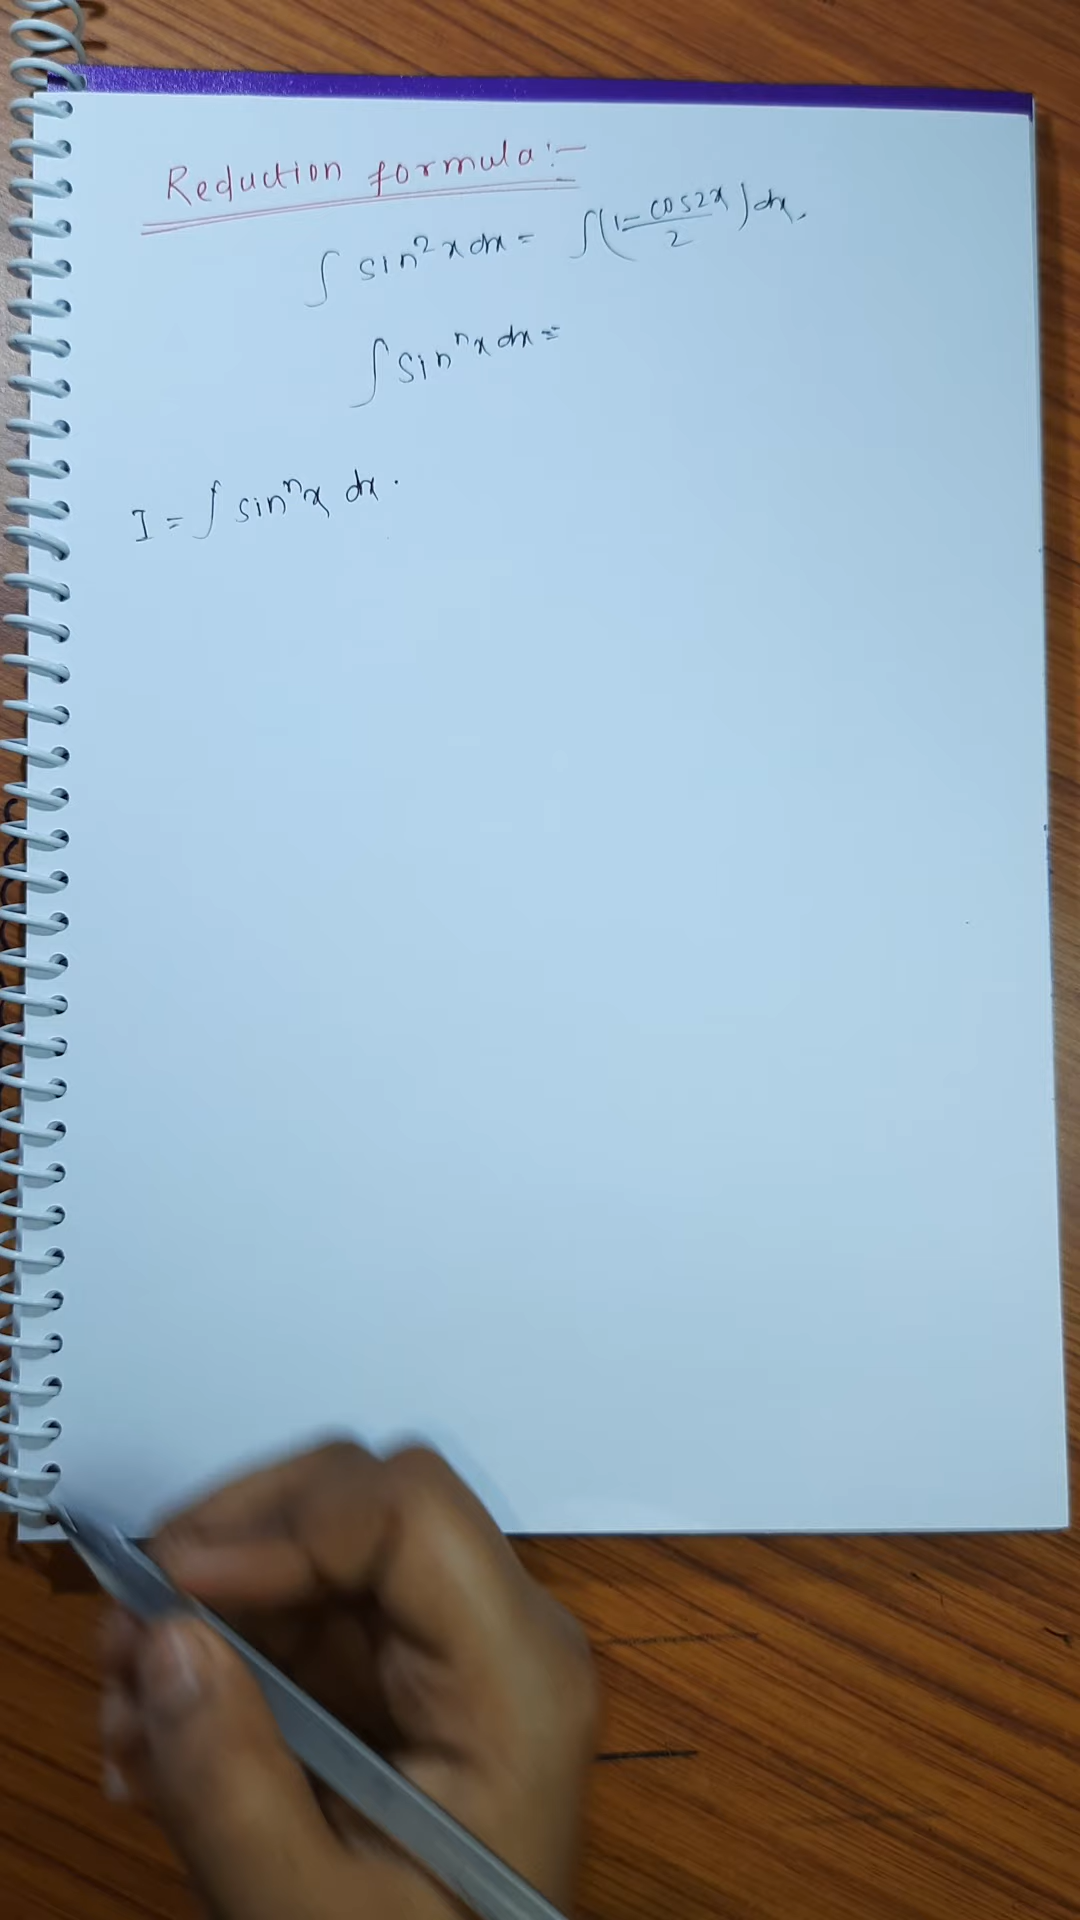 Reduction formula :-
∫ sin²x dx = ∫(1-cos2x/2)dx.
∫ sinⁿx dx =
I = ∫ sinⁿx dx .